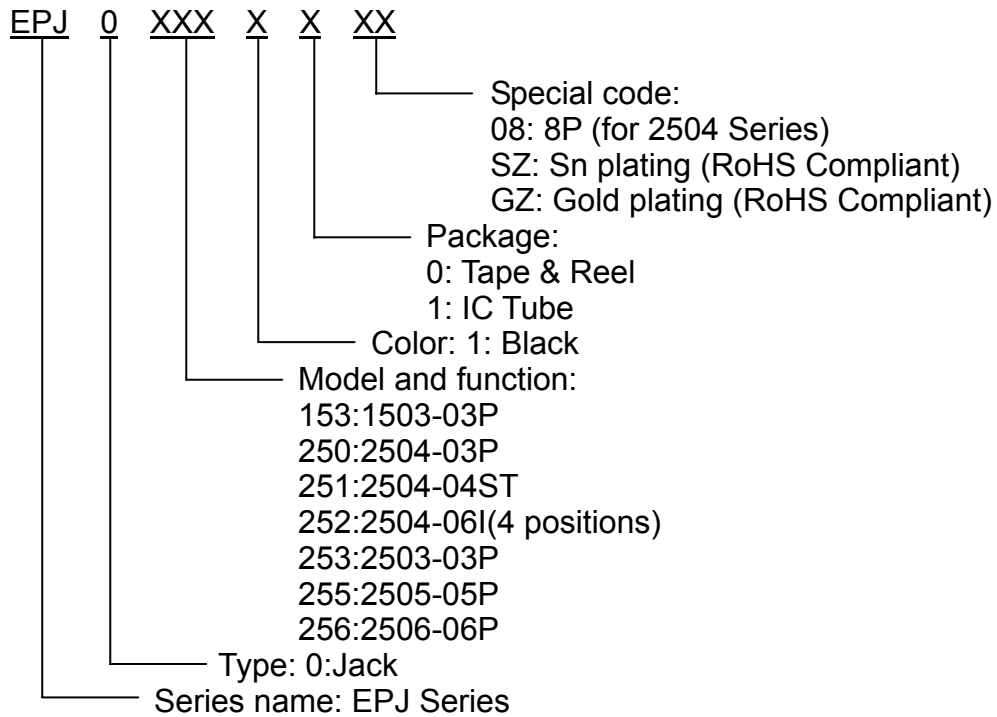 EPJ 0 XXX X X XX
Special code:
08: 8P (for 2504 Series)
SZ: Sn plating (RoHS Compliant)
GZ: Gold plating (RoHS Compliant)
Package:
0: Tape & Reel
1: IC Tube
Color: 1: Black
Model and function:
153:1503-03P
250:2504-03P
251:2504-04ST
252:2504-06I(4 positions)
253:2503-03P
255:2505-05P
256:2506-06P
Type: 0:Jack
Series name: EPJ Series